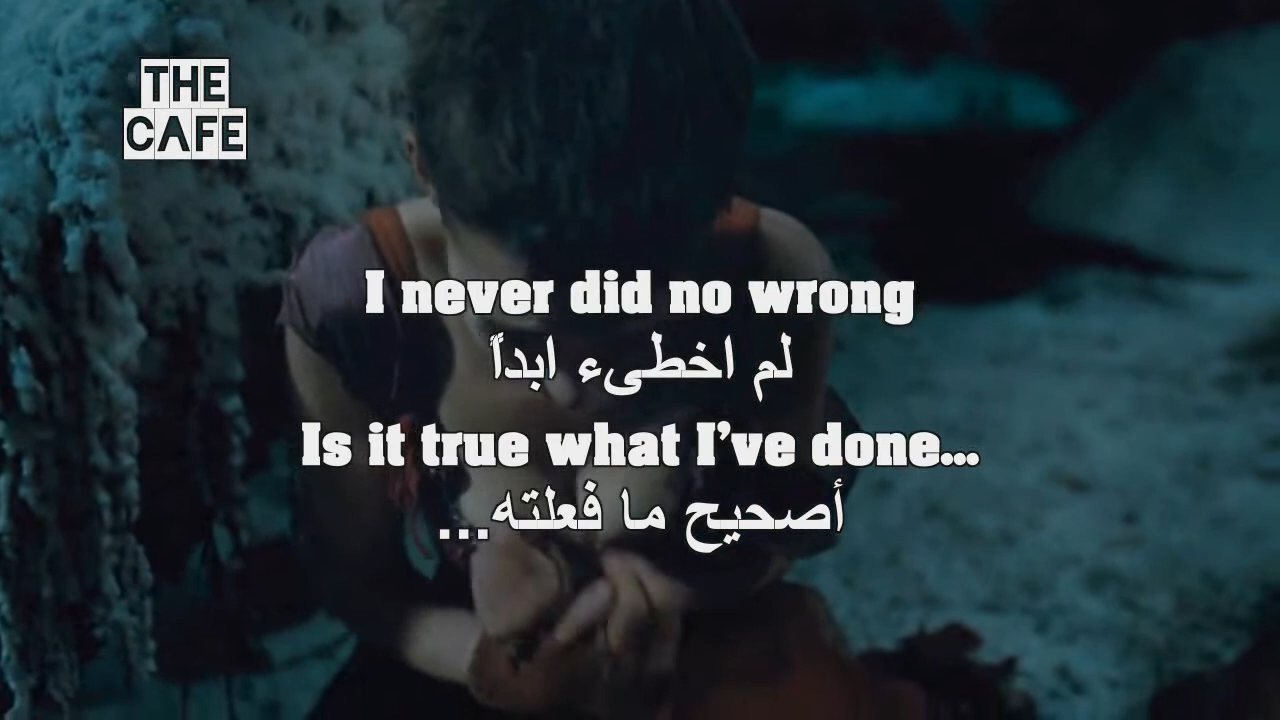 THE
CAFE
I never did no wrong
لم اخطىء ابداً
Is it true what I've done...
أصحيح ما فعلته...